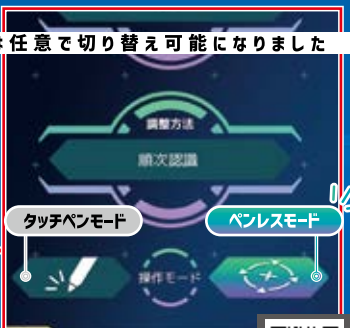 任意で切り替え可能になりました
調整方法
順次認識
タッチペンモード
ペンレスモード
操作モード